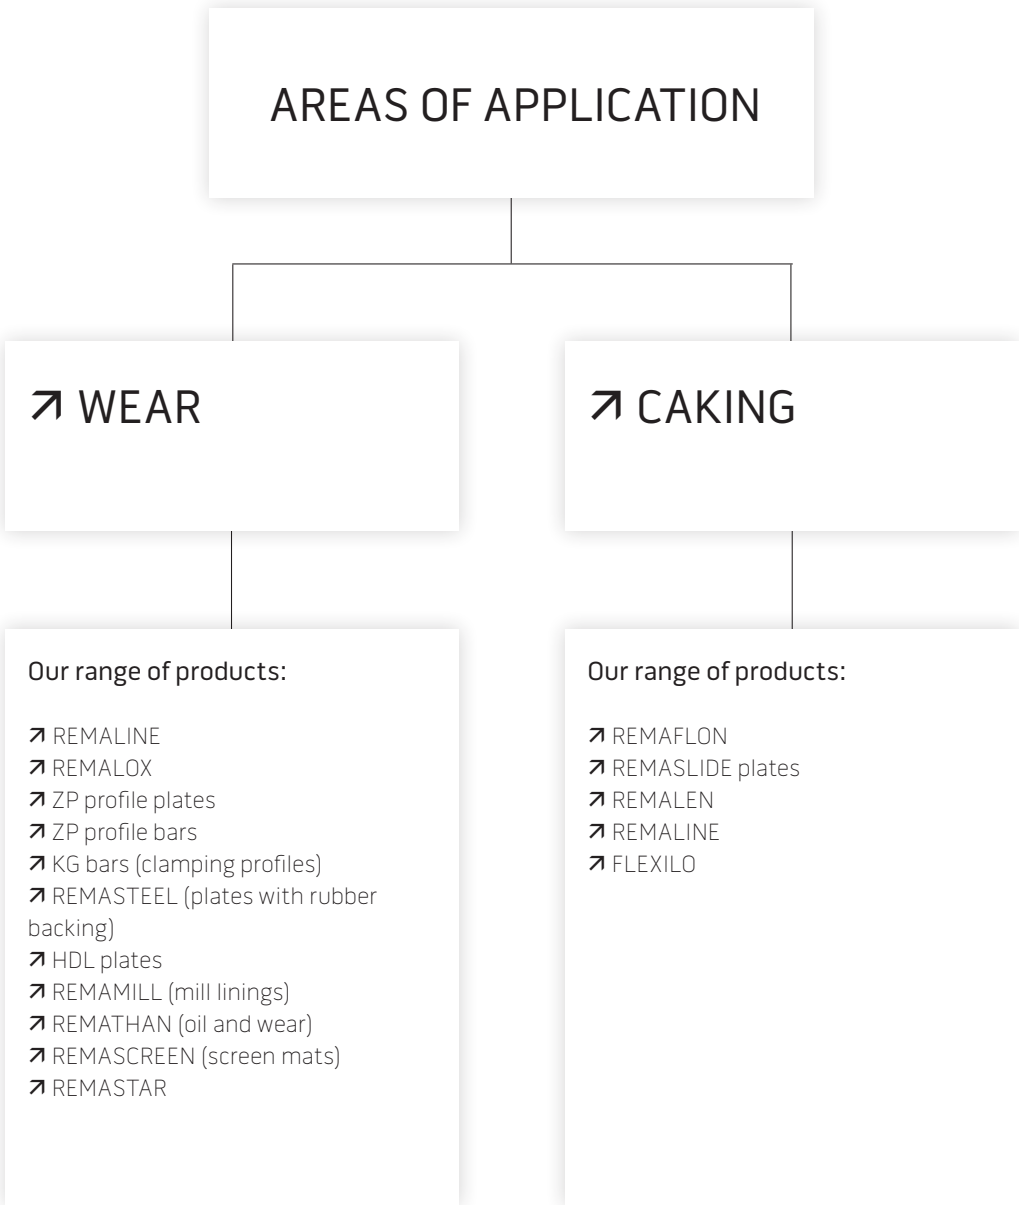 AREAS OF APPLICATION
↗ WEAR
↗ CAKING
Our range of products:
↗ REMALINE
↗ REMALOX
↗ ZP profile plates
↗ ZP profile bars
↗ KG bars (clamping profiles)
↗ REMASTEEL (plates with rubber
backing)
↗ HDL plates
↗ REMAMILL (mill linings)
↗ REMATHAN (oil and wear)
↗ REMASCREEN (screen mats)
↗ REMASTAR
Our range of products:
↗ REMAFLON
↗ REMASLIDE plates
↗ REMALEN
↗ REMALINE
↗ FLEXILO